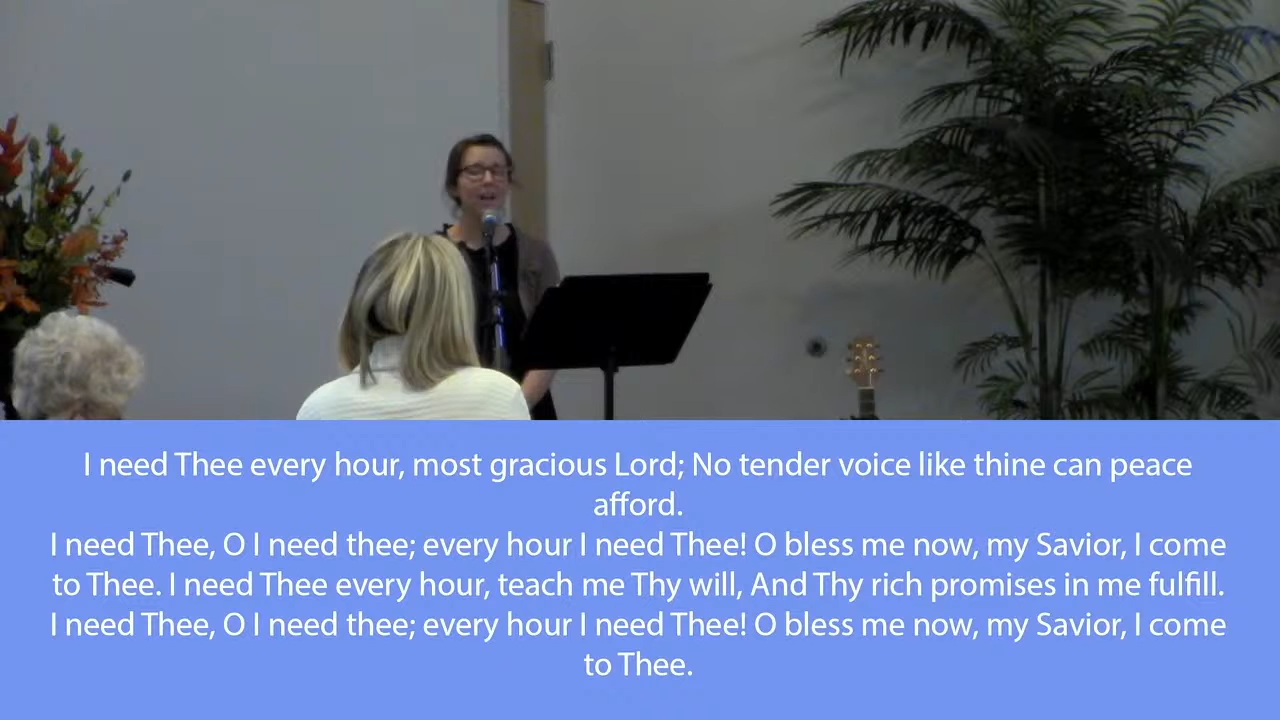 I need Thee every hour, most gracious Lord; No tender voice like thine can peace
afford.
I need Thee, O I need thee; every hour I need Thee! O bless me now, my Savior, I come
to Thee. I need Thee every hour, teach me Thy will, And Thy rich promises in me fulfill.
I need Thee, O I need thee; every hour I need Thee! O bless me now, my Savior, I come
to Thee.